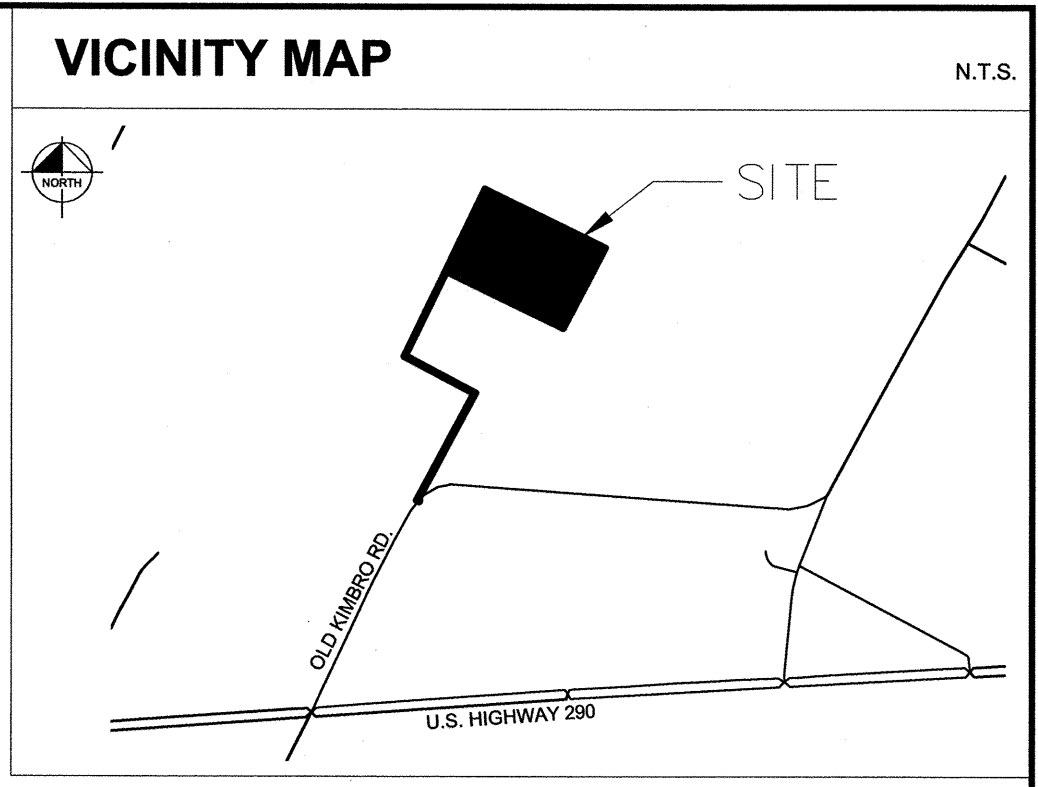 VICINITY MAP
N.T.S.
NORTH
SITE
OLD KIMBRO RD.
U.S. HIGHWAY 290